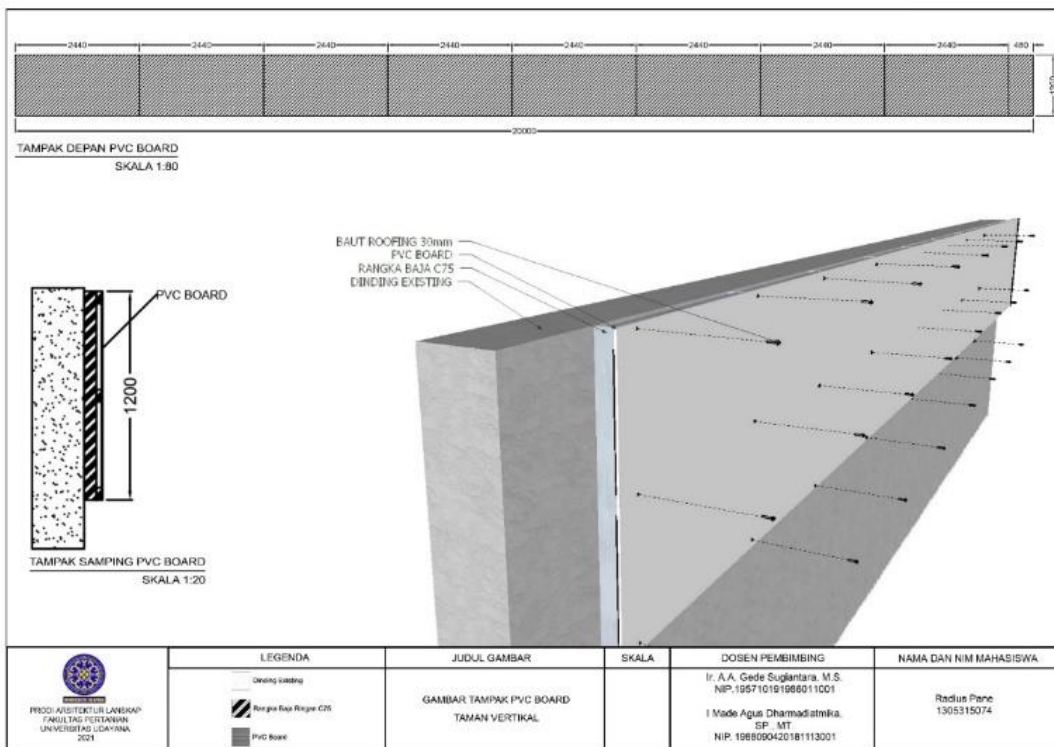 2440 2440 2440 2440 2440 2440 2440 2440 480
1200
20000
TAMPAK DEPAN PVC BOARD
SKALA 1:80
BAUT ROOFING 30mm
PVC BOARD
RANGKA BAJA C75
DINDING EXISTING
PVC BOARD
1200
TAMPAK SAMPING PVC BOARD
SKALA 1:20
PRODI ARSITEKTUR LANSKAP
FAKULTAS PERTANIAN
UNIVERSITAS UDAYANA
2021
LEGENDA
Dinding Existing
Rangka Baja Ringan C75
PVC Board
JUDUL GAMBAR
GAMBAR TAMPAK PVC BOARD
TAMAN VERTIKAL
SKALA
DOSEN PEMBIMBING
Ir. A.A. Gede Sugiantara, M.S.
NIP.195710191986011001
I Made Agus Dharmadiatmika,
SP., MT.
NIP. 198809042018113001
NAMA DAN NIM MAHASISWA
Radius Pane
1305315074